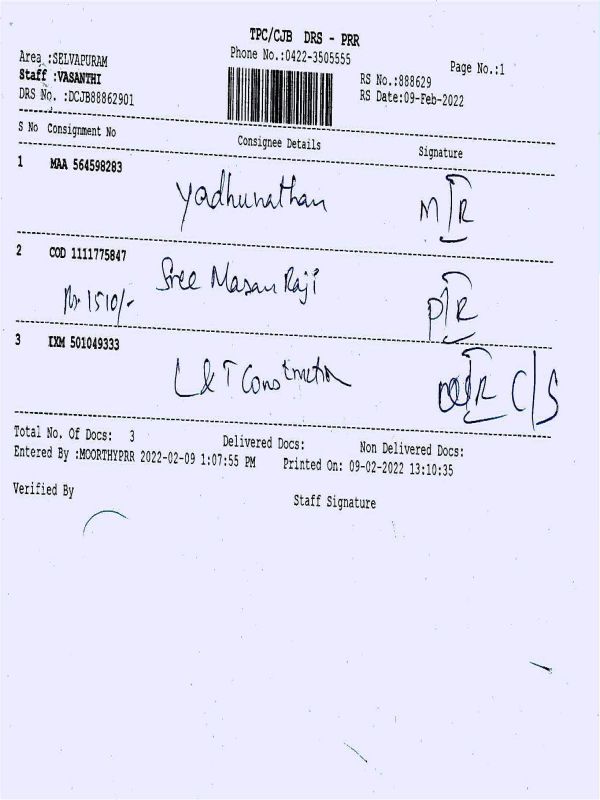 TPC/CJB DRS - PRR
Area :SELVAPURAM
Phone No.:0422-3505555
Page No.:1
Staff :VASANTHI
RS No.:888629
DRS No. :DCJB88862901
RS Date:09-Feb-2022
S No Consignment No Consignee Details Signature
1 MAA 564598283
Yadhunathan
2 COD 1111775847
Sree Masan Raji
Rs. 1510/-
3 IXM 501049333
L&T Construction
C/S
Total No. Of Docs: 3 Delivered Docs: Non Delivered Docs:
Entered By :MOORTHYPRR 2022-02-09 1:07:55 PM Printed On: 09-02-2022 13:10:35
Verified By
Staff Signature